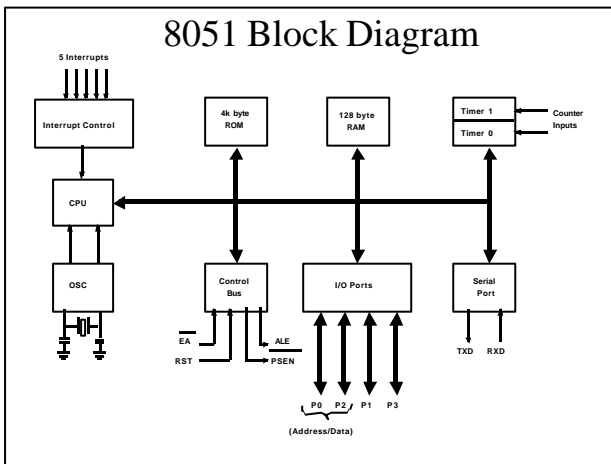 8051 Block Diagram
5 Interrupts
Interrupt Control
4k byte
ROM
128 byte
RAM
Timer 1
Timer 0
Counter
Inputs
CPU
OSC
Control
Bus
I/O Ports
Serial
Port
EA
RST
ALE
PSEN
TXD RXD
P0 P2 P1 P3
(Address/Data)